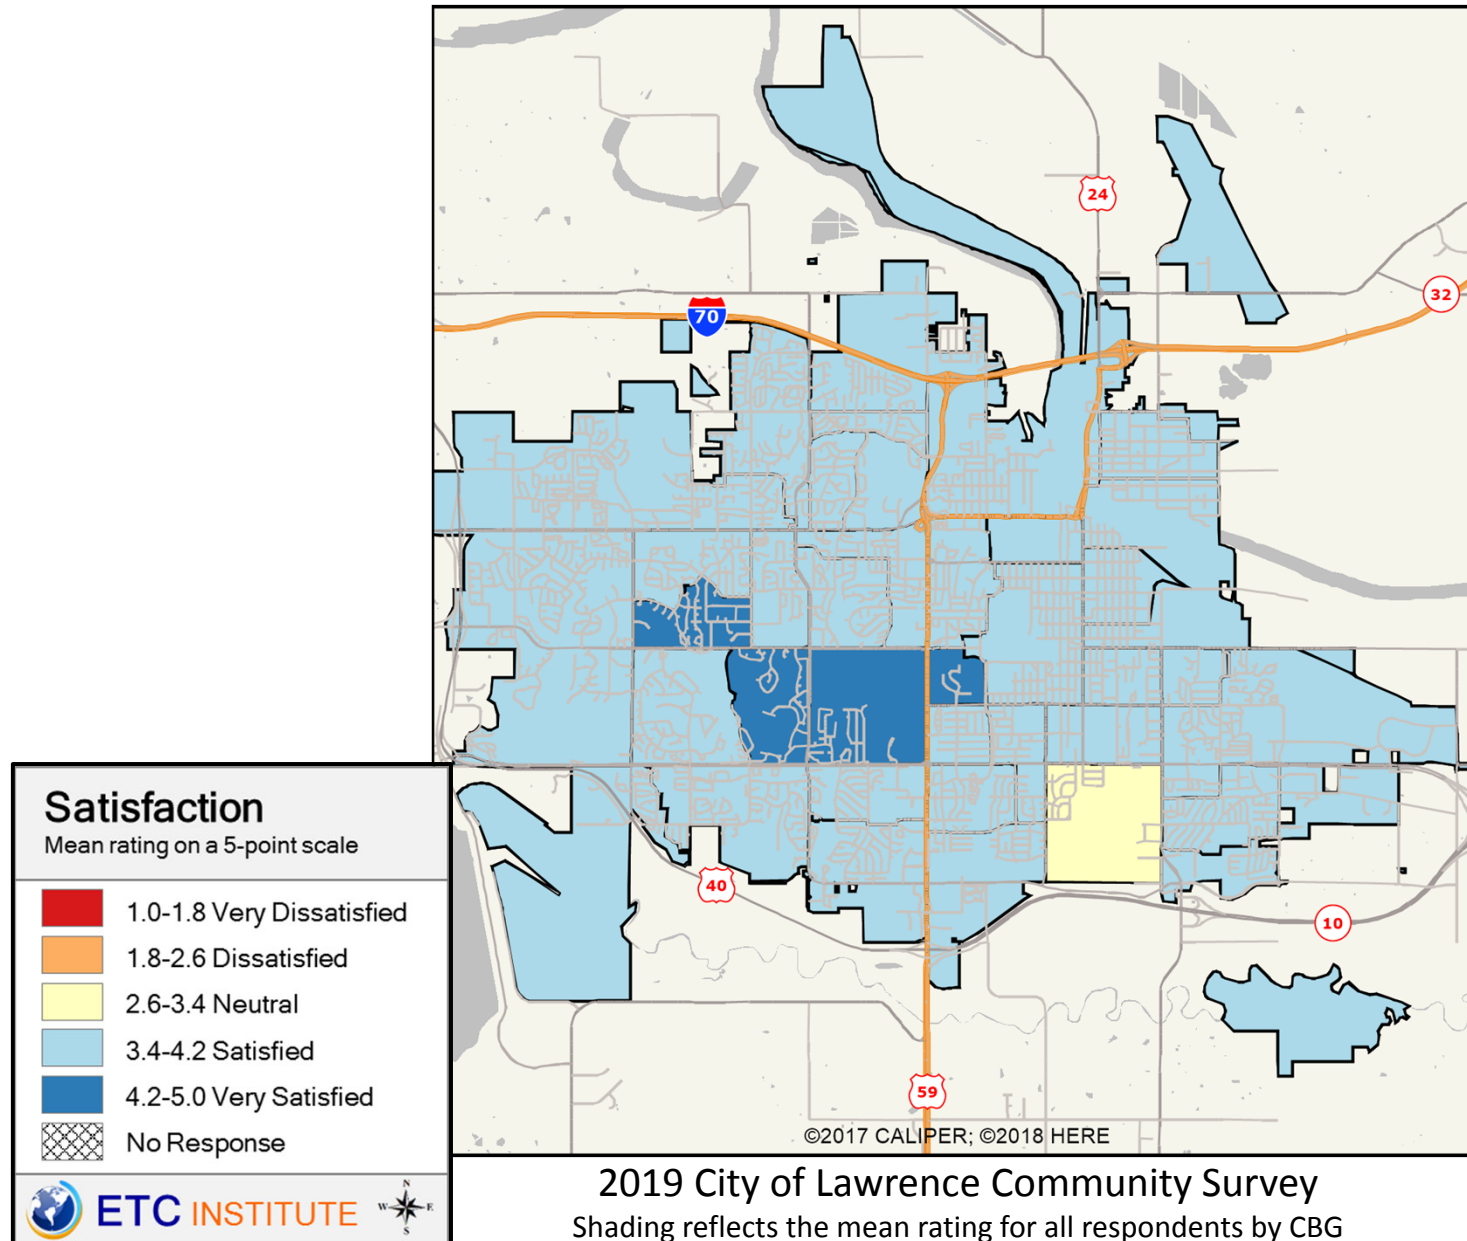 24
32
70
40
10
59
©2017 CALIPER; ©2018 HERE
Satisfaction
Mean rating on a 5-point scale
1.0-1.8 Very Dissatisfied
1.8-2.6 Dissatisfied
2.6-3.4 Neutral
3.4-4.2 Satisfied
4.2-5.0 Very Satisfied
No Response
ETC INSTITUTE
N
W E
S
2019 City of Lawrence Community Survey
Shading reflects the mean rating for all respondents by CBG